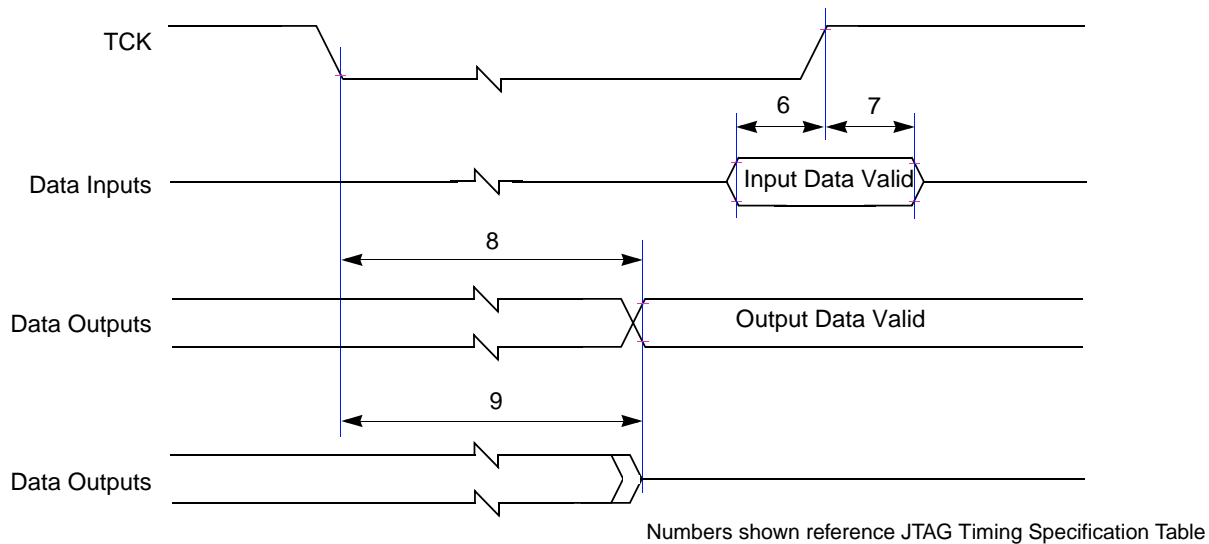 TCK
6
7
Data Inputs
Input Data Valid
8
Data Outputs
Output Data Valid
9
Data Outputs
Numbers shown reference JTAG Timing Specification Table